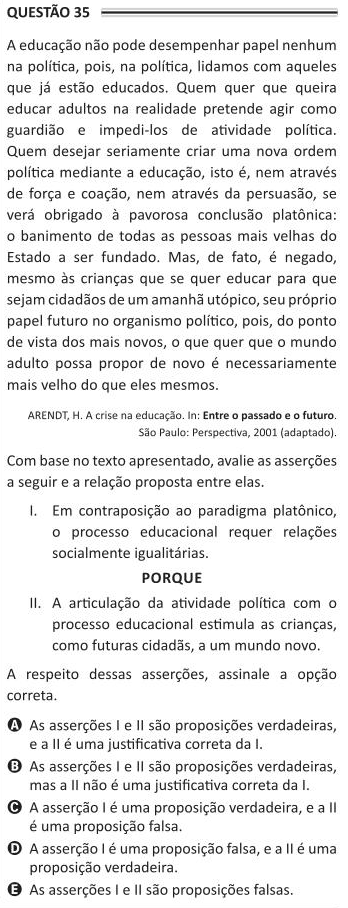 QUESTÃO 35
A educação não pode desempenhar papel nenhum
na política, pois, na política, lidamos com aqueles
que já estão educados. Quem quer que queira
educar adultos na realidade pretende agir como
guardião e impedi-los de atividade política.
Quem desejar seriamente criar uma nova ordem
política mediante a educação, isto é, nem através
de força e coação, nem através da persuasão, se
verá obrigado à pavorosa conclusão platônica:
o banimento de todas as pessoas mais velhas do
Estado a ser fundado. Mas, de fato, é negado,
mesmo às crianças que se quer educar para que
sejam cidadãos de um amanhã utópico, seu próprio
papel futuro no organismo político, pois, do ponto
de vista dos mais novos, o que quer que o mundo
adulto possa propor de novo é necessariamente
mais velho do que eles mesmos.
ARENDT, H. A crise na educação. In: Entre o passado e o futuro.
São Paulo: Perspectiva, 2001 (adaptado).
Com base no texto apresentado, avalie as asserções
a seguir e a relação proposta entre elas.
I. Em contraposição ao paradigma platônico,
o processo educacional requer relações
socialmente igualitárias.
PORQUE
II. A articulação da atividade política com o
processo educacional estimula as crianças,
como futuras cidadãs, a um mundo novo.
A respeito dessas asserções, assinale a opção
correta.
A As asserções I e II são proposições verdadeiras,
e a II é uma justificativa correta da I.
B As asserções I e II são proposições verdadeiras,
mas a II não é uma justificativa correta da I.
C A asserção I é uma proposição verdadeira, e a II
é uma proposição falsa.
D A asserção I é uma proposição falsa, e a II é uma
proposição verdadeira.
E As asserções I e II são proposições falsas.